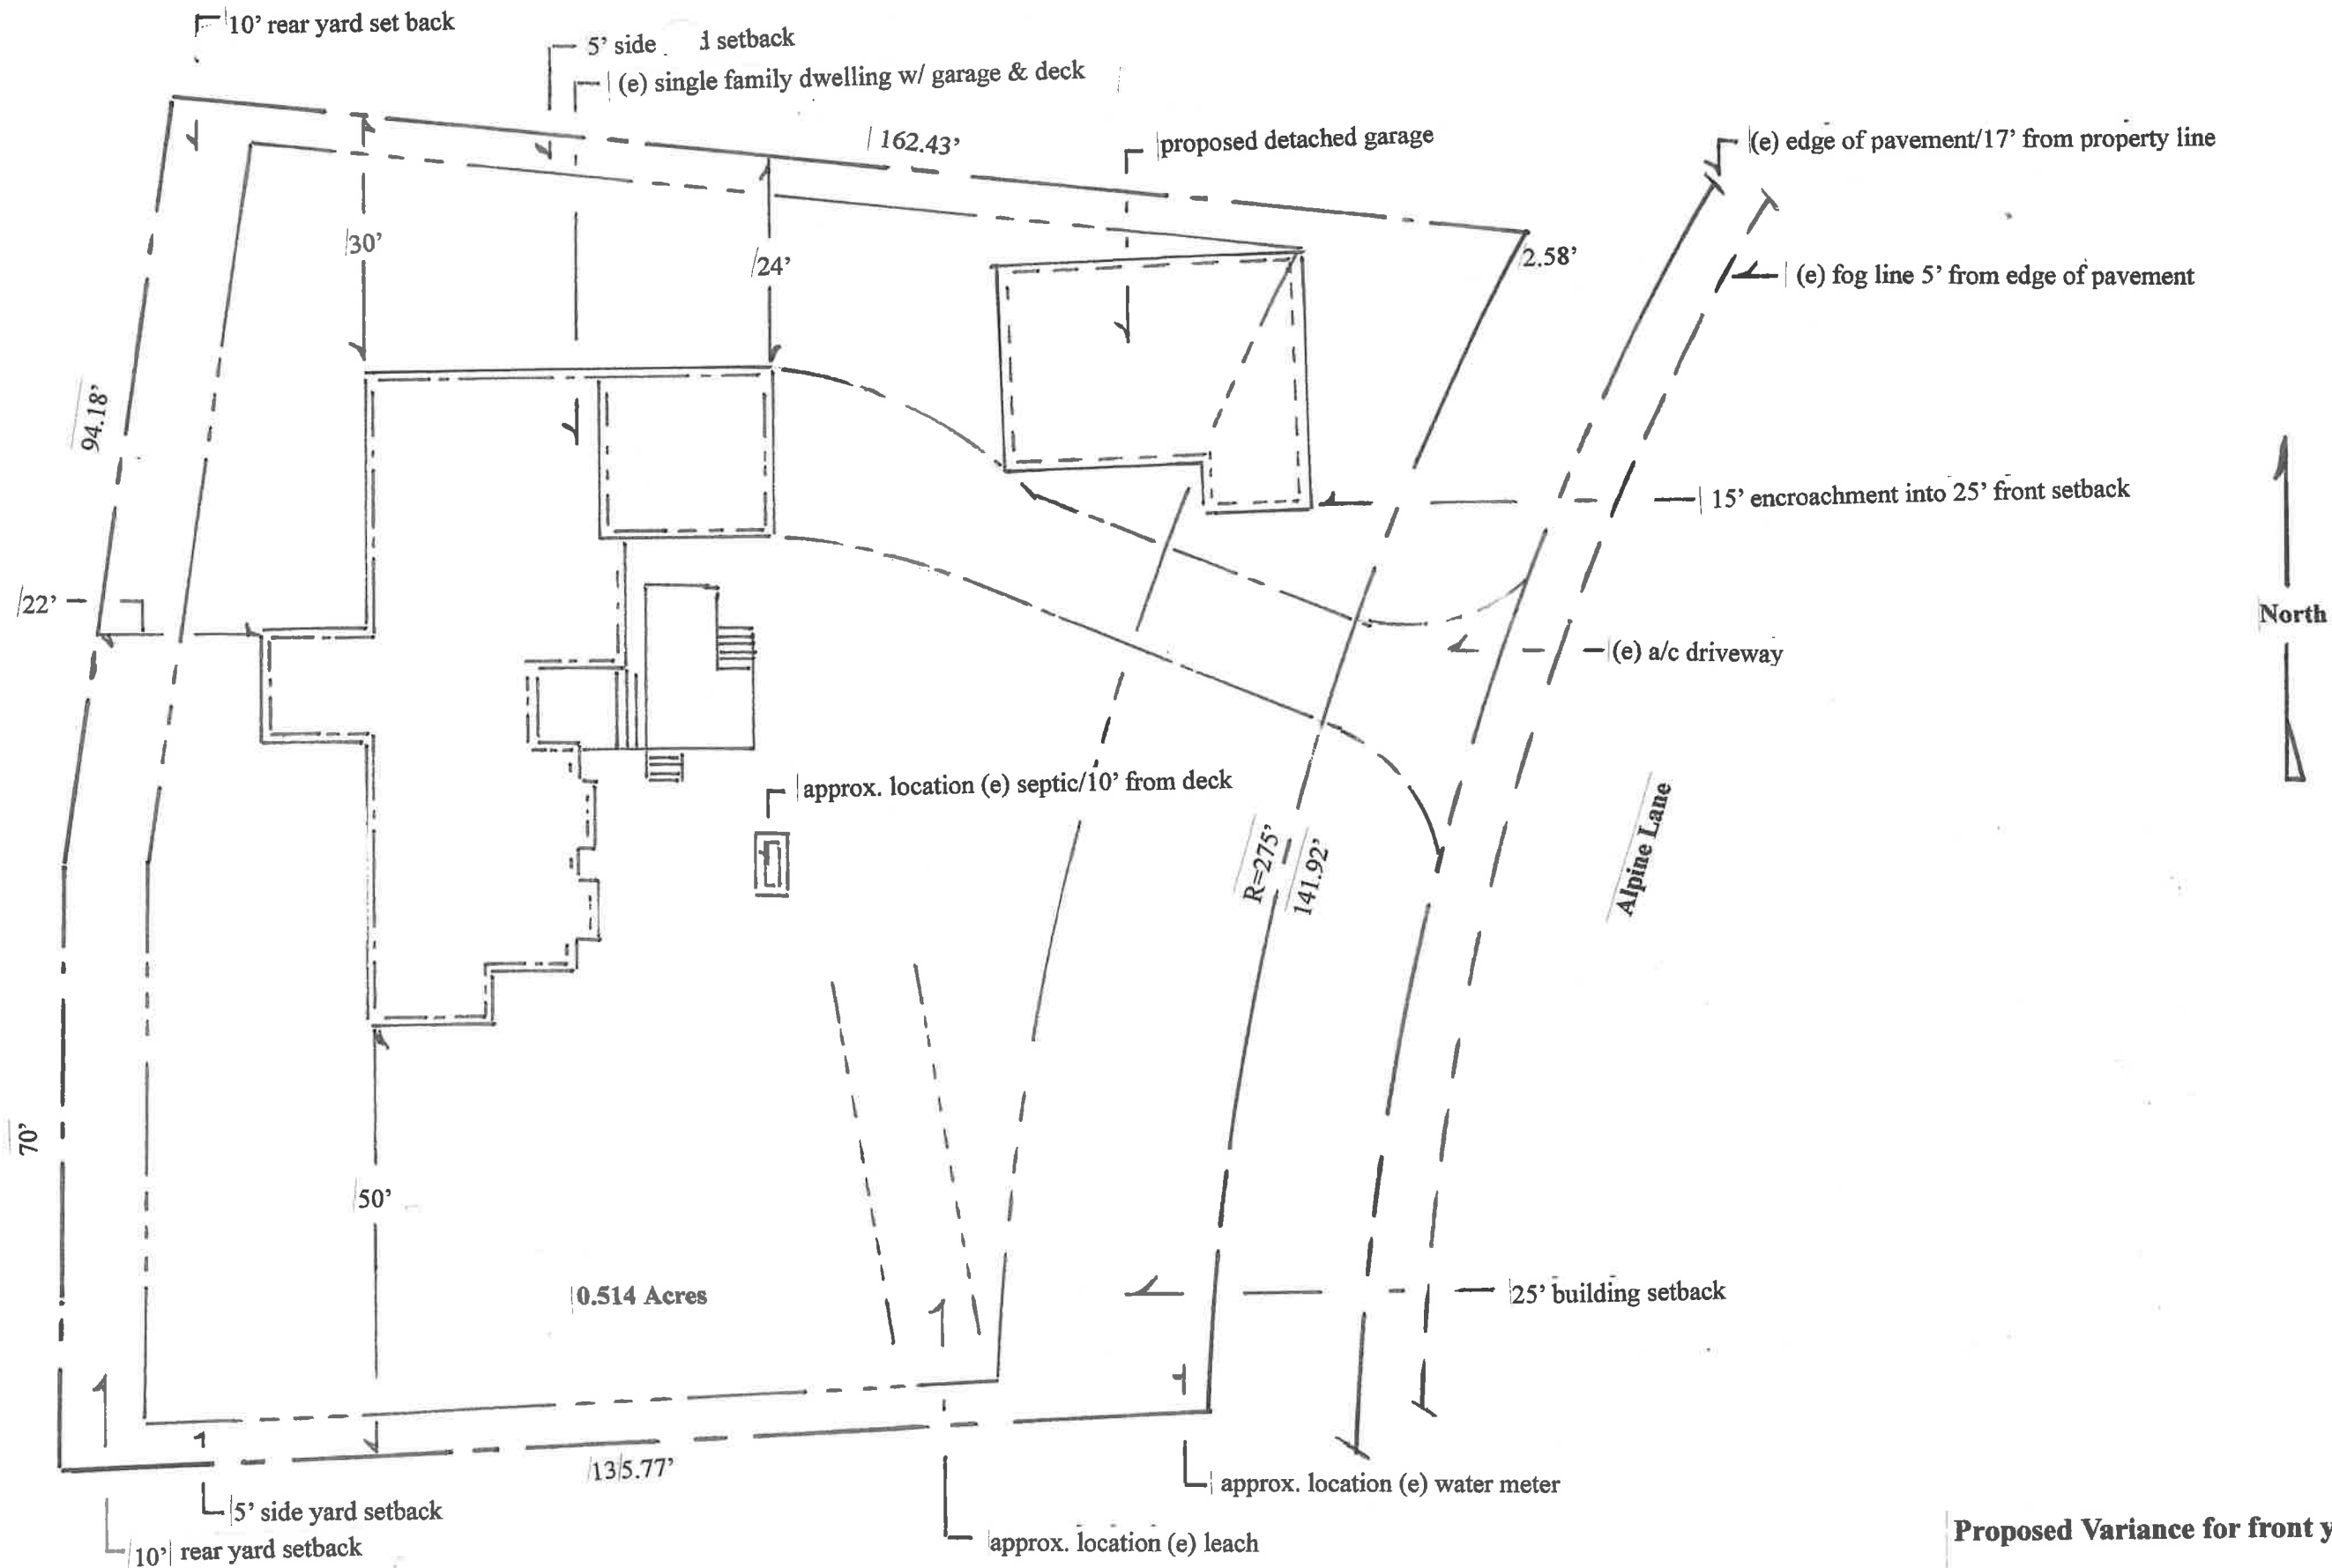 10’ rear yard set back
5’ side setback
(e) single family dwelling w/ garage & deck
162.43’
proposed detached garage
(e) edge of pavement/17’ from property line
30’
24’
2.58’
(e) fog line 5’ from edge of pavement
94.18’
15’ encroachment into 25’ front setback
22’
North
(e) a/c driveway
approx. location (e) septic/10’ from deck
R=275’
141.92’
Alpine Lane
70’
50’
0.514 Acres
25’ building setback
135.77’
approx. location (e) water meter
5’ side yard setback
10’ rear yard setback
approx. location (e) leach
Proposed Variance for front y